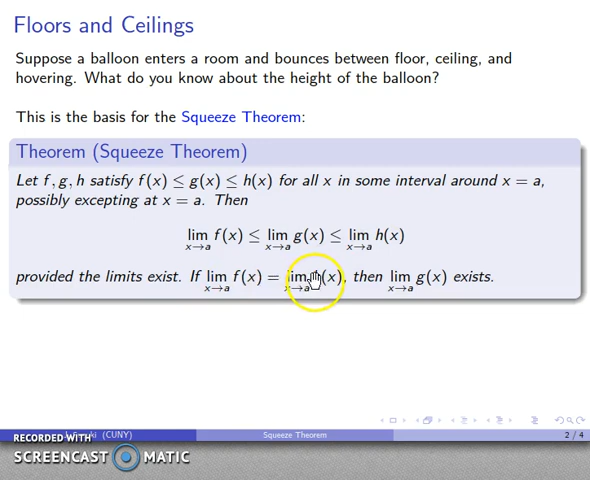 Floors and Ceilings
Suppose a balloon enters a room and bounces between floor, ceiling, and
hovering. What do you know about the height of the balloon?
This is the basis for the Squeeze Theorem:
Theorem (Squeeze Theorem)
Let f, g, h satisfy f(x) ≤ g(x) ≤ h(x) for all x in some interval around x = a,
possibly excepting at x = a. Then
lim f(x) ≤ lim g(x) ≤ lim h(x)
x→a x→a x→a
provided the limits exist. If lim f(x) = lim h(x), then lim g(x) exists.
x→a x→a x→a
(CUNY) Squeeze Theorem 2 / 4
RECORDED WITH
SCREENCAST MATIC